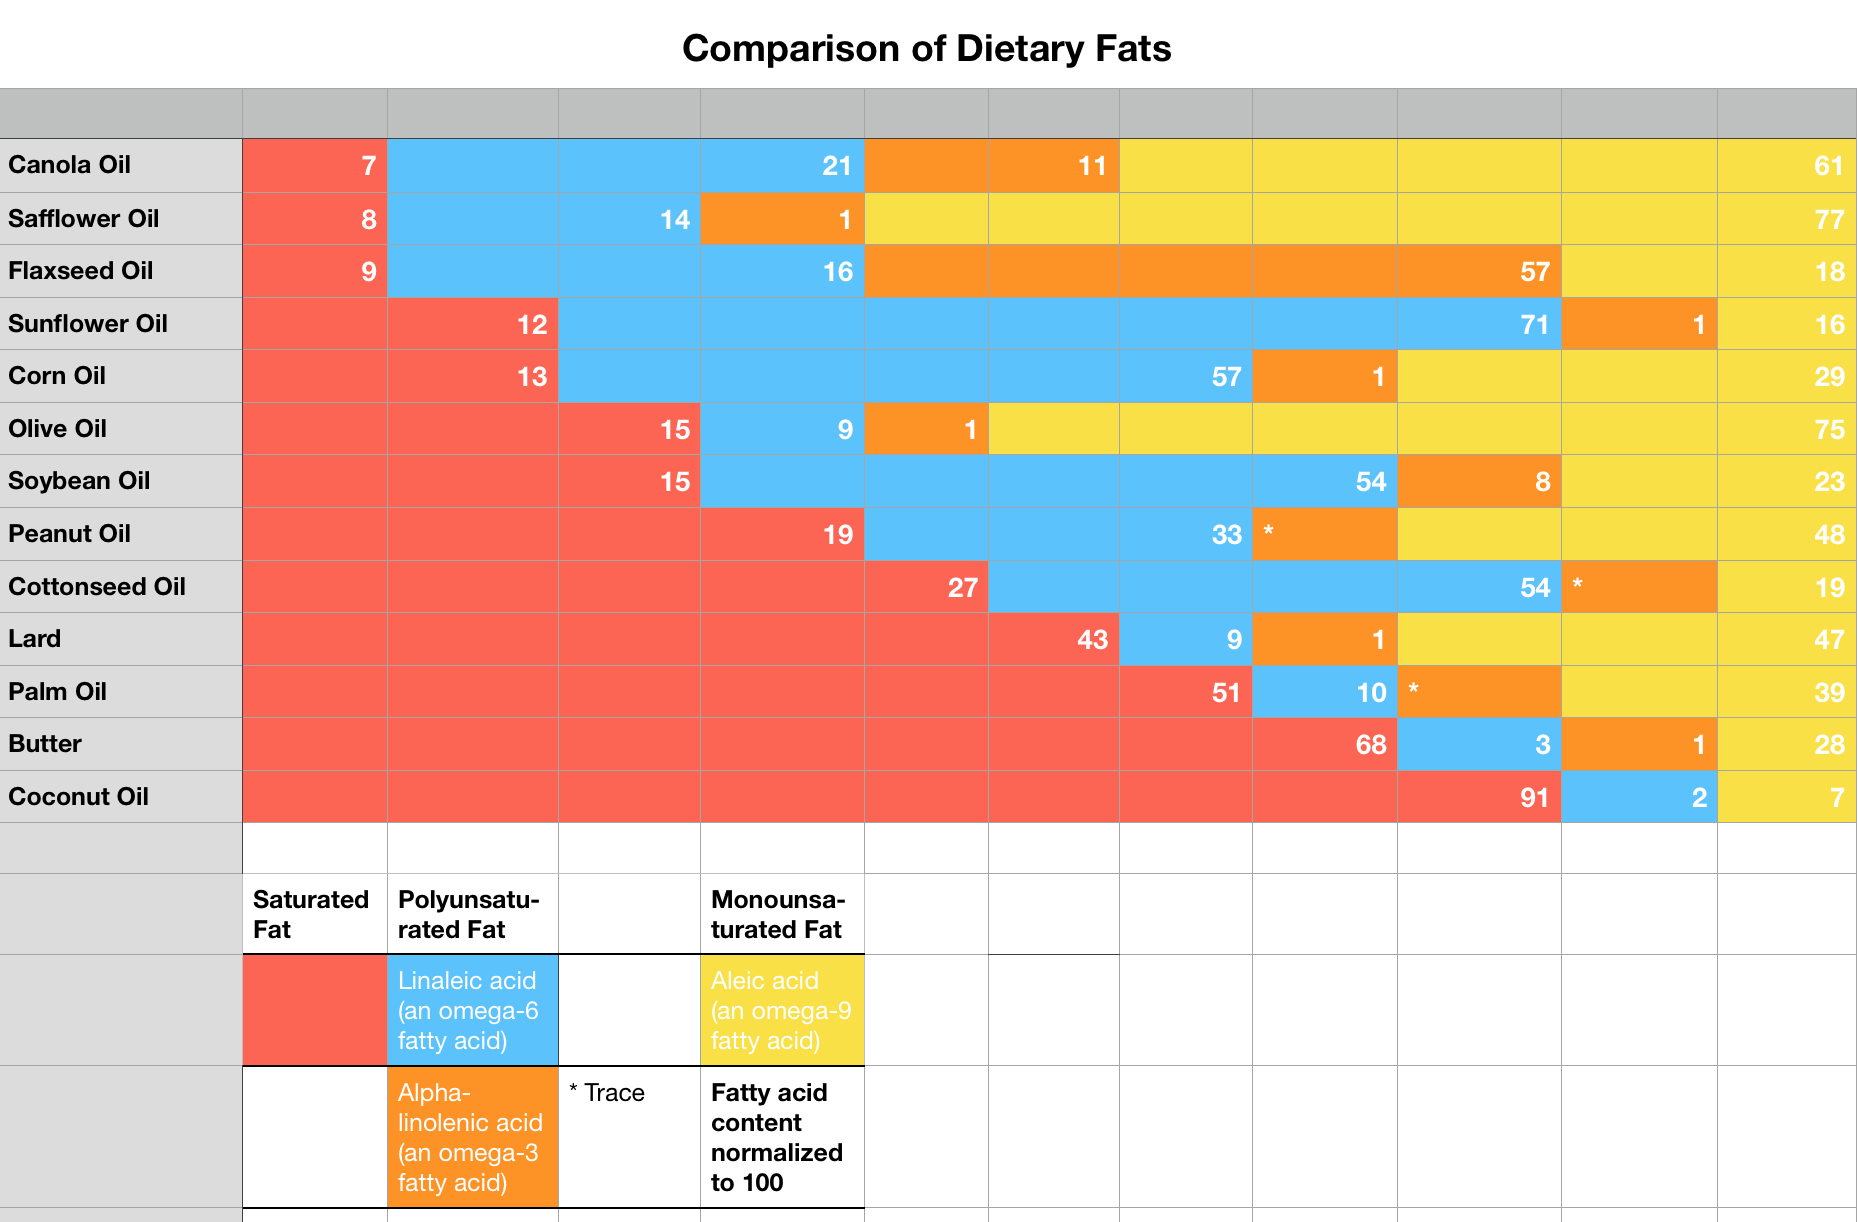 Comparison of Dietary Fats
Canola Oil 7 21 11 61
Safflower Oil 8 14 1 77
Flaxseed Oil 9 16 57 18
Sunflower Oil 12 71 1 16
Corn Oil 13 57 1 29
Olive Oil 15 9 1 75
Soybean Oil 15 54 8 23
Peanut Oil 19 33 * 48
Cottonseed Oil 27 54 * 19
Lard 43 9 1 47
Palm Oil 51 10 * 39
Butter 68 3 1 28
Coconut Oil 91 2 7
Saturated
Fat
Polyunsatu-
rated Fat
Monounsa-
turated Fat
Linaleic acid
(an omega-6
fatty acid)
Aleic acid
(an omega-9
fatty acid)
Alpha-
linolenic acid
(an omega-3
fatty acid)
* Trace
Fatty acid
content
normalized
to 100